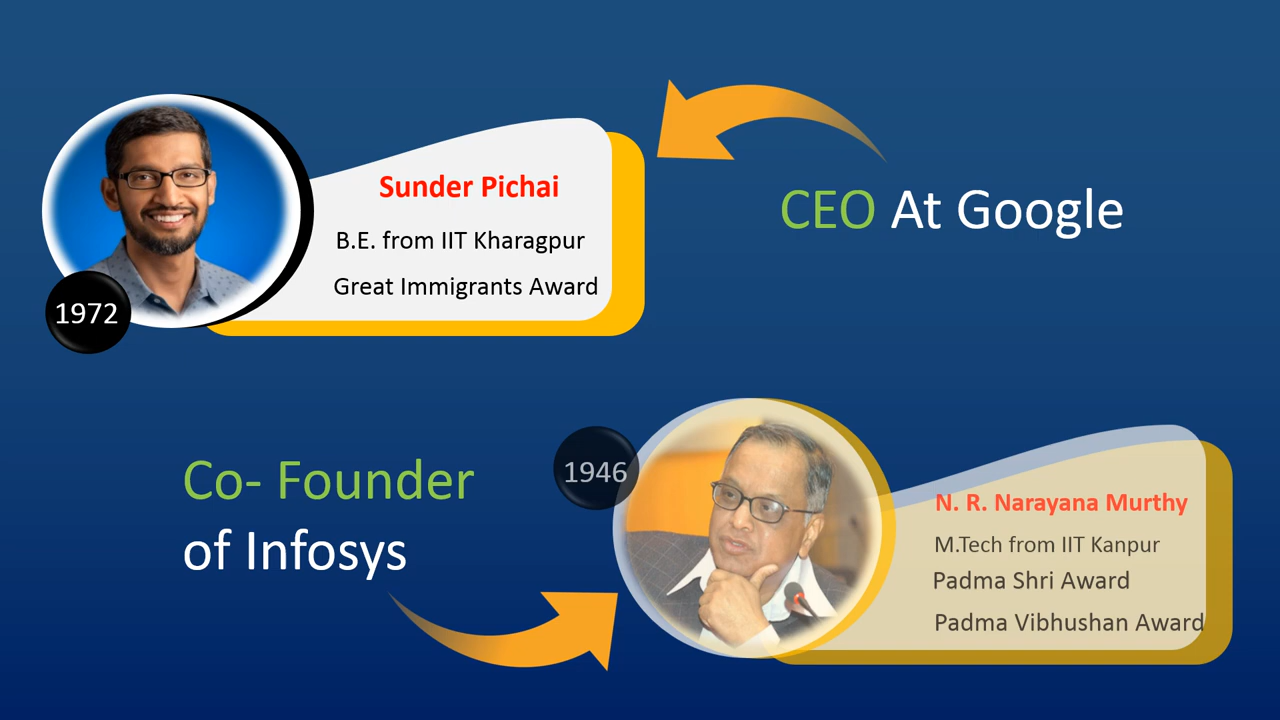 Sunder Pichai
B.E. from IIT Kharagpur
Great Immigrants Award
1972
CEO At Google
Co- Founder
of Infosys
1946
N. R. Narayana Murthy
M.Tech from IIT Kanpur
Padma Shri Award
Padma Vibhushan Award